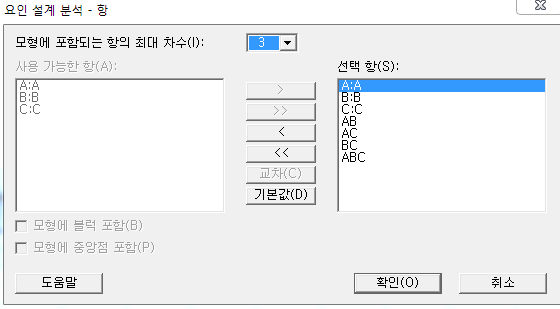 요인 설계 분석 - 항
모형에 포함되는 항의 최대 차수(I):
3
사용 가능한 항(A):
A:A
B:B
C:C
>
>>
<
<<
교차(C)
기본값(D)
선택 항(S):
A:A
B:B
C:C
AB
AC
BC
ABC
모형에 블럭 포함(B)
모형에 중앙점 포함(P)
도움말
확인(O)
취소